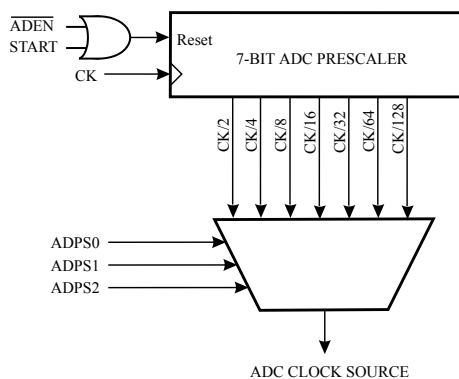 ADEN
START
CK
Reset
7-BIT ADC PRESCALER
CK/2
CK/4
CK/8
CK/16
CK/32
CK/64
CK/128
ADPS0
ADPS1
ADPS2
ADC CLOCK SOURCE